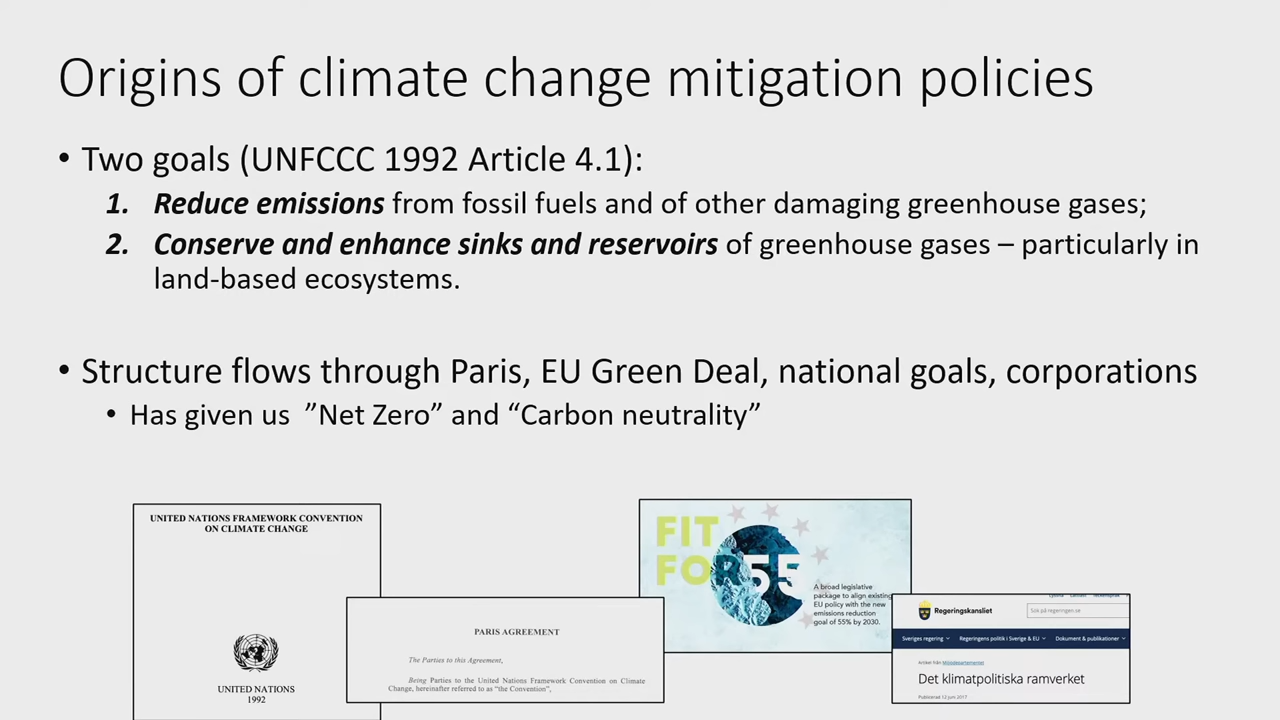 Origins of climate change mitigation policies
• Two goals (UNFCCC 1992 Article 4.1):
1. Reduce emissions from fossil fuels and of other damaging greenhouse gases;
2. Conserve and enhance sinks and reservoirs of greenhouse gases – particularly in
land-based ecosystems.
• Structure flows through Paris, EU Green Deal, national goals, corporations
• Has given us ”Net Zero” and “Carbon neutrality”
UNITED NATIONS FRAMEWORK CONVENTION
ON CLIMATE CHANGE
UNITED NATIONS
1992
PARIS AGREEMENT
The Parties to this Agreement,
Being Parties to the United Nations Framework Convention on Climate
Change, hereinafter referred to as “the Convention”,
FIT
FOR 55
A broad legislative
package to align existing
EU policy with the new
emissions reduction
goal of 55% by 2030.
Regeringskansliet
Sök på regeringen.se
Sveriges regering Regeringens politik i Sverige & EU Dokument & publikationer
Artikel från Miljödepartementet
Det klimatpolitiska ramverket
Publicerad 12 juni 2017